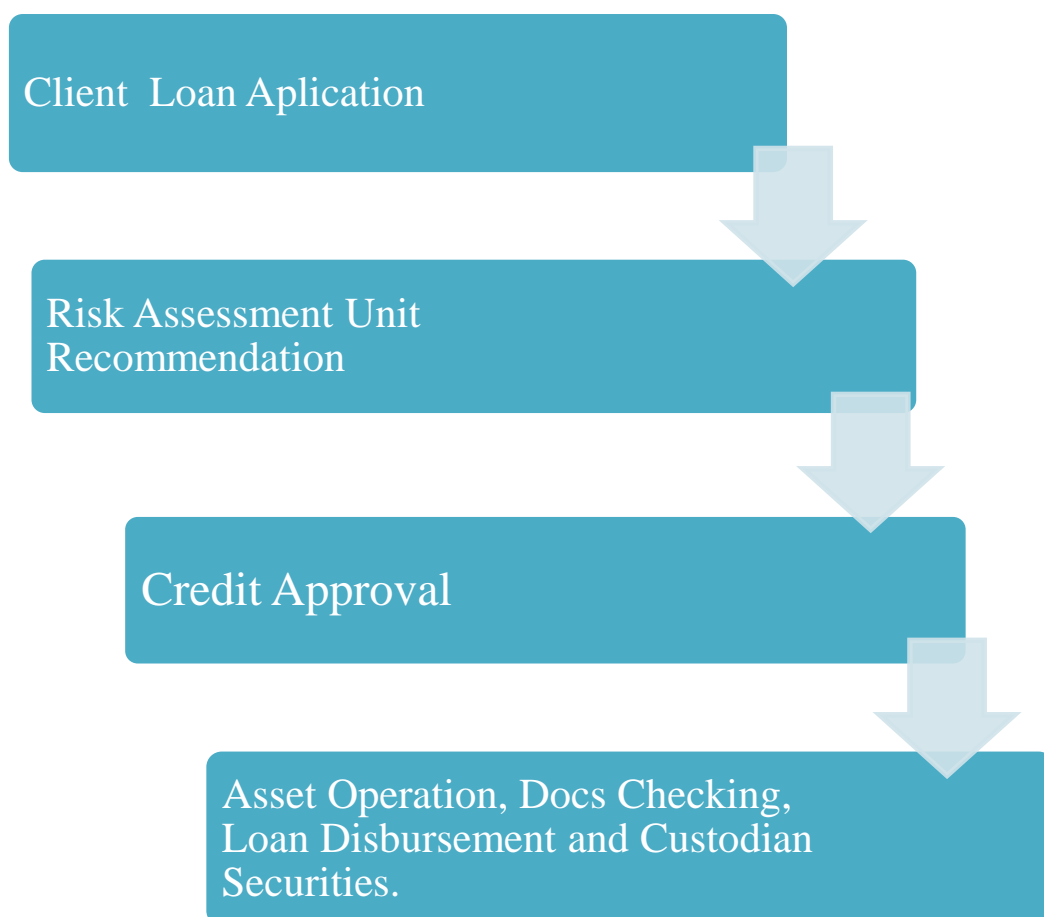 Client  Loan Aplication
Risk Assessment Unit
Recommendation
Credit Approval
Asset Operation, Docs Checking,
Loan Disbursement and Custodian
Securities.